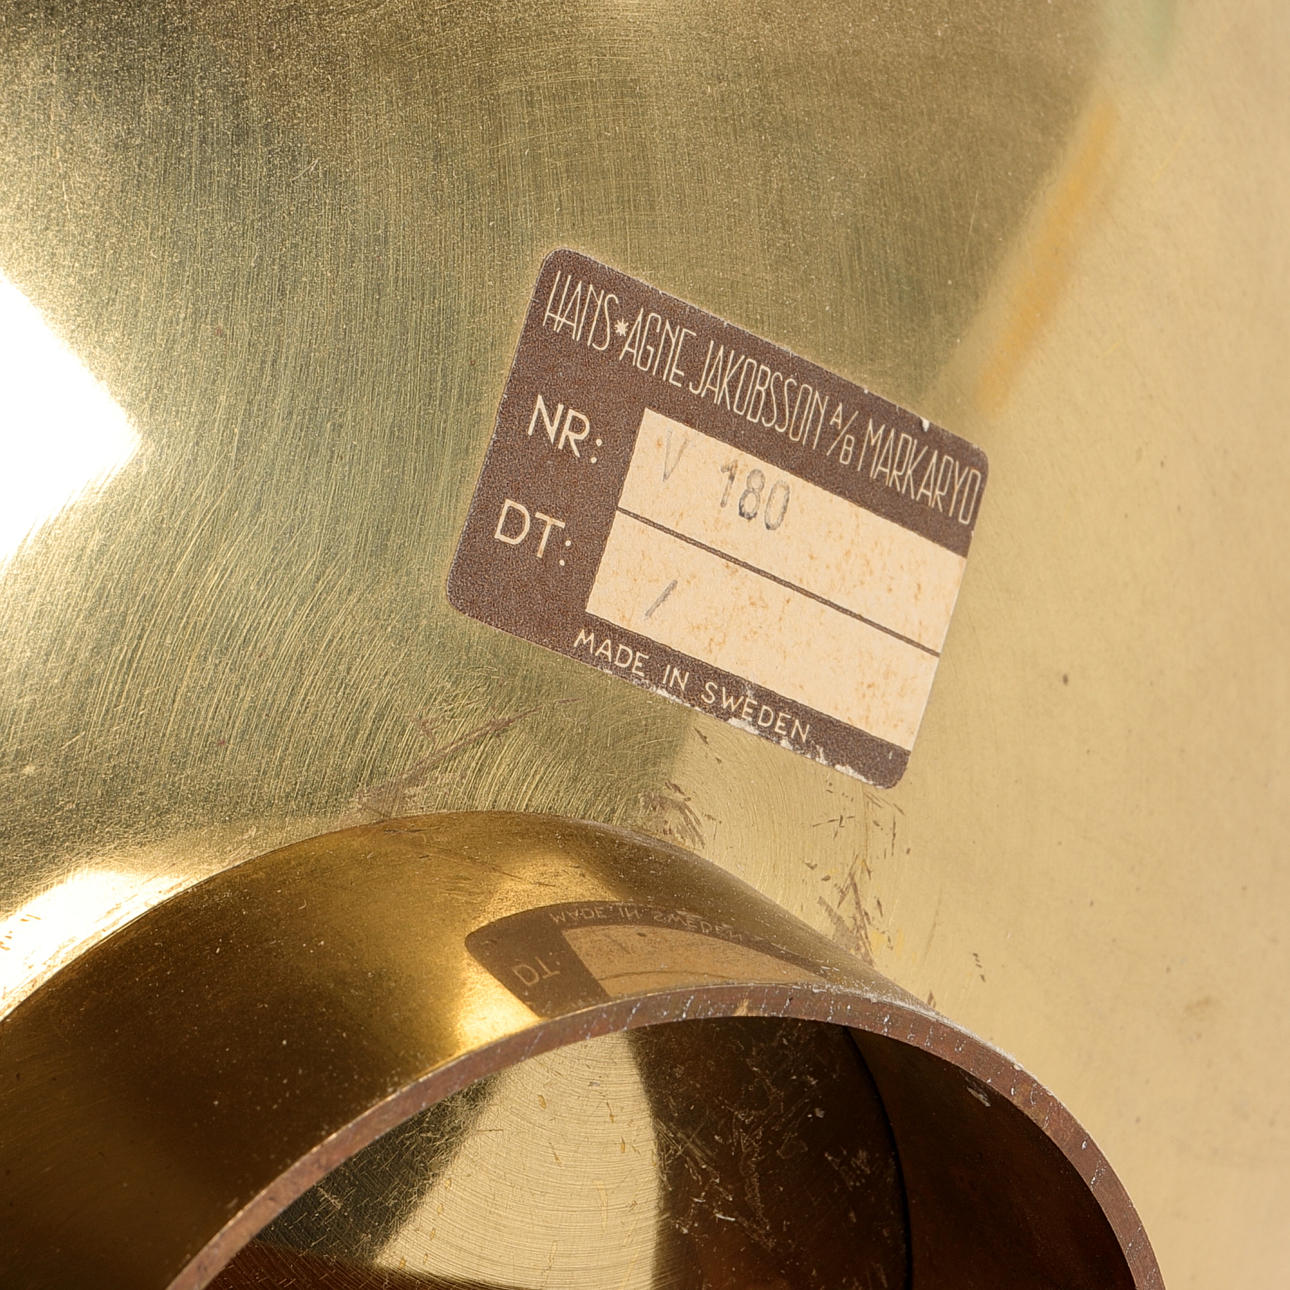 HANS*AGNE JAKOBSSON A/B MARKARYD
NR: V 180
DT: /
MADE IN SWEDEN